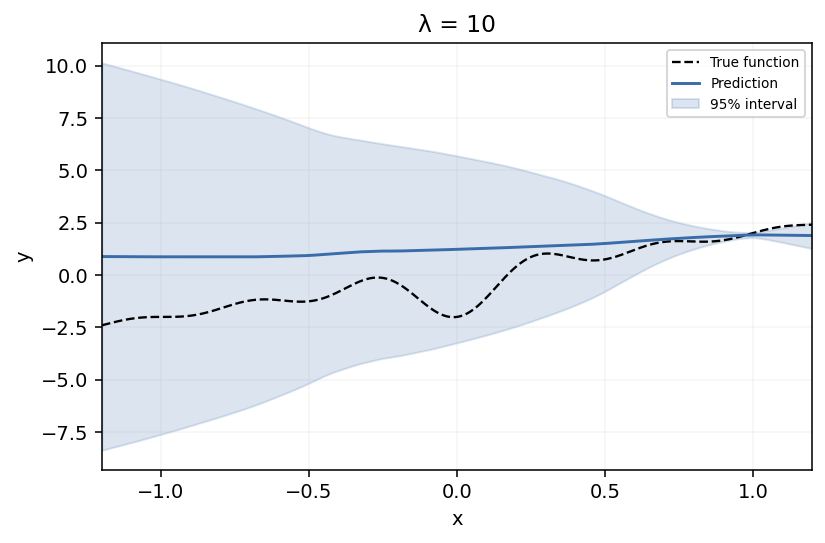 λ = 10
10.0
7.5
5.0
2.5
0.0
−2.5
−5.0
−7.5
y
True function
Prediction
95% interval
−1.0
−0.5
0.0
0.5
1.0
x